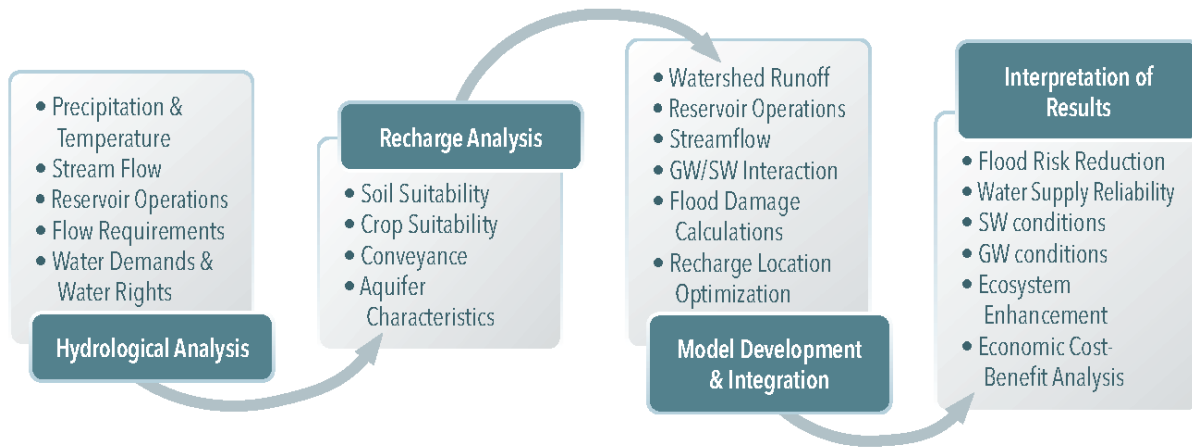 • Precipitation &
Temperature
• Stream Flow
• Reservoir Operations
• Flow Requirements
• Water Demands &
Water Rights
Hydrological Analysis
Recharge Analysis
• Soil Suitability
• Crop Suitability
• Conveyance
• Aquifer
Characteristics
• Watershed Runoff
• Reservoir Operations
• Streamflow
• GW/SW Interaction
• Flood Damage
Calculations
• Recharge Location
Optimization
Model Development
& Integration
Interpretation of
Results
• Flood Risk Reduction
• Water Supply Reliability
• SW conditions
• GW conditions
• Ecosystem
Enhancement
• Economic Cost-
Benefit Analysis